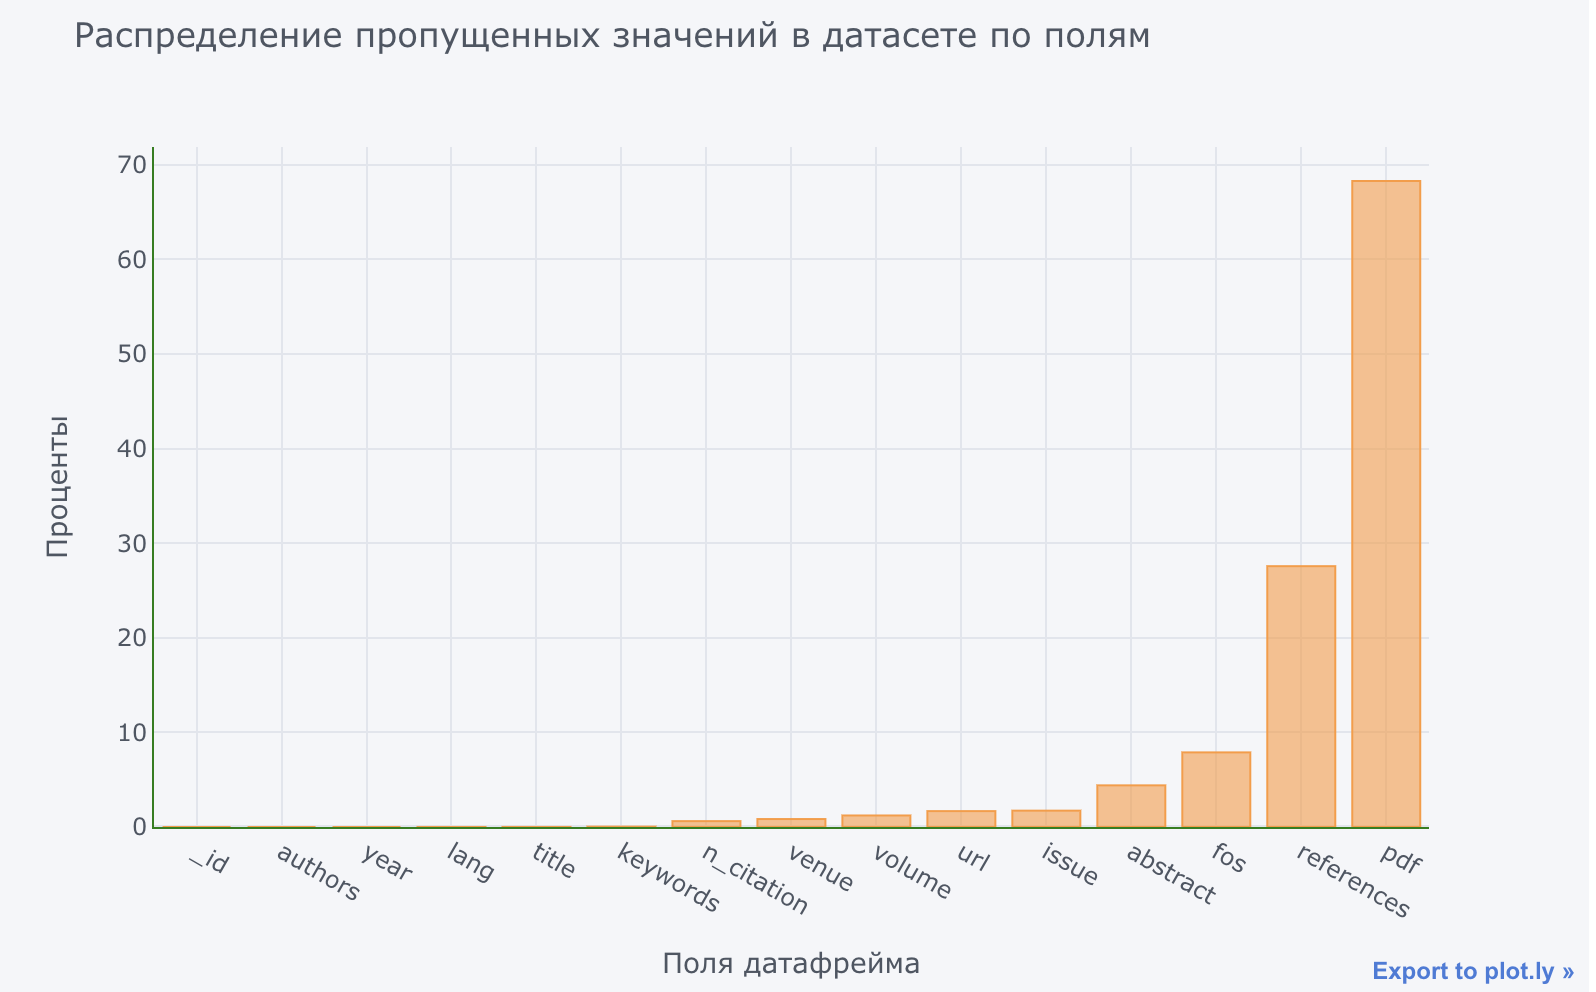 Распределение пропущенных значений в датасете по полям
Проценты
70
60
50
40
30
20
10
0
_id
authors
year
lang
title
keywords
n_citation
venue
volume
url
issue
abstract
fos
references
pdf
Поля датафрейма
Export to plot.ly »